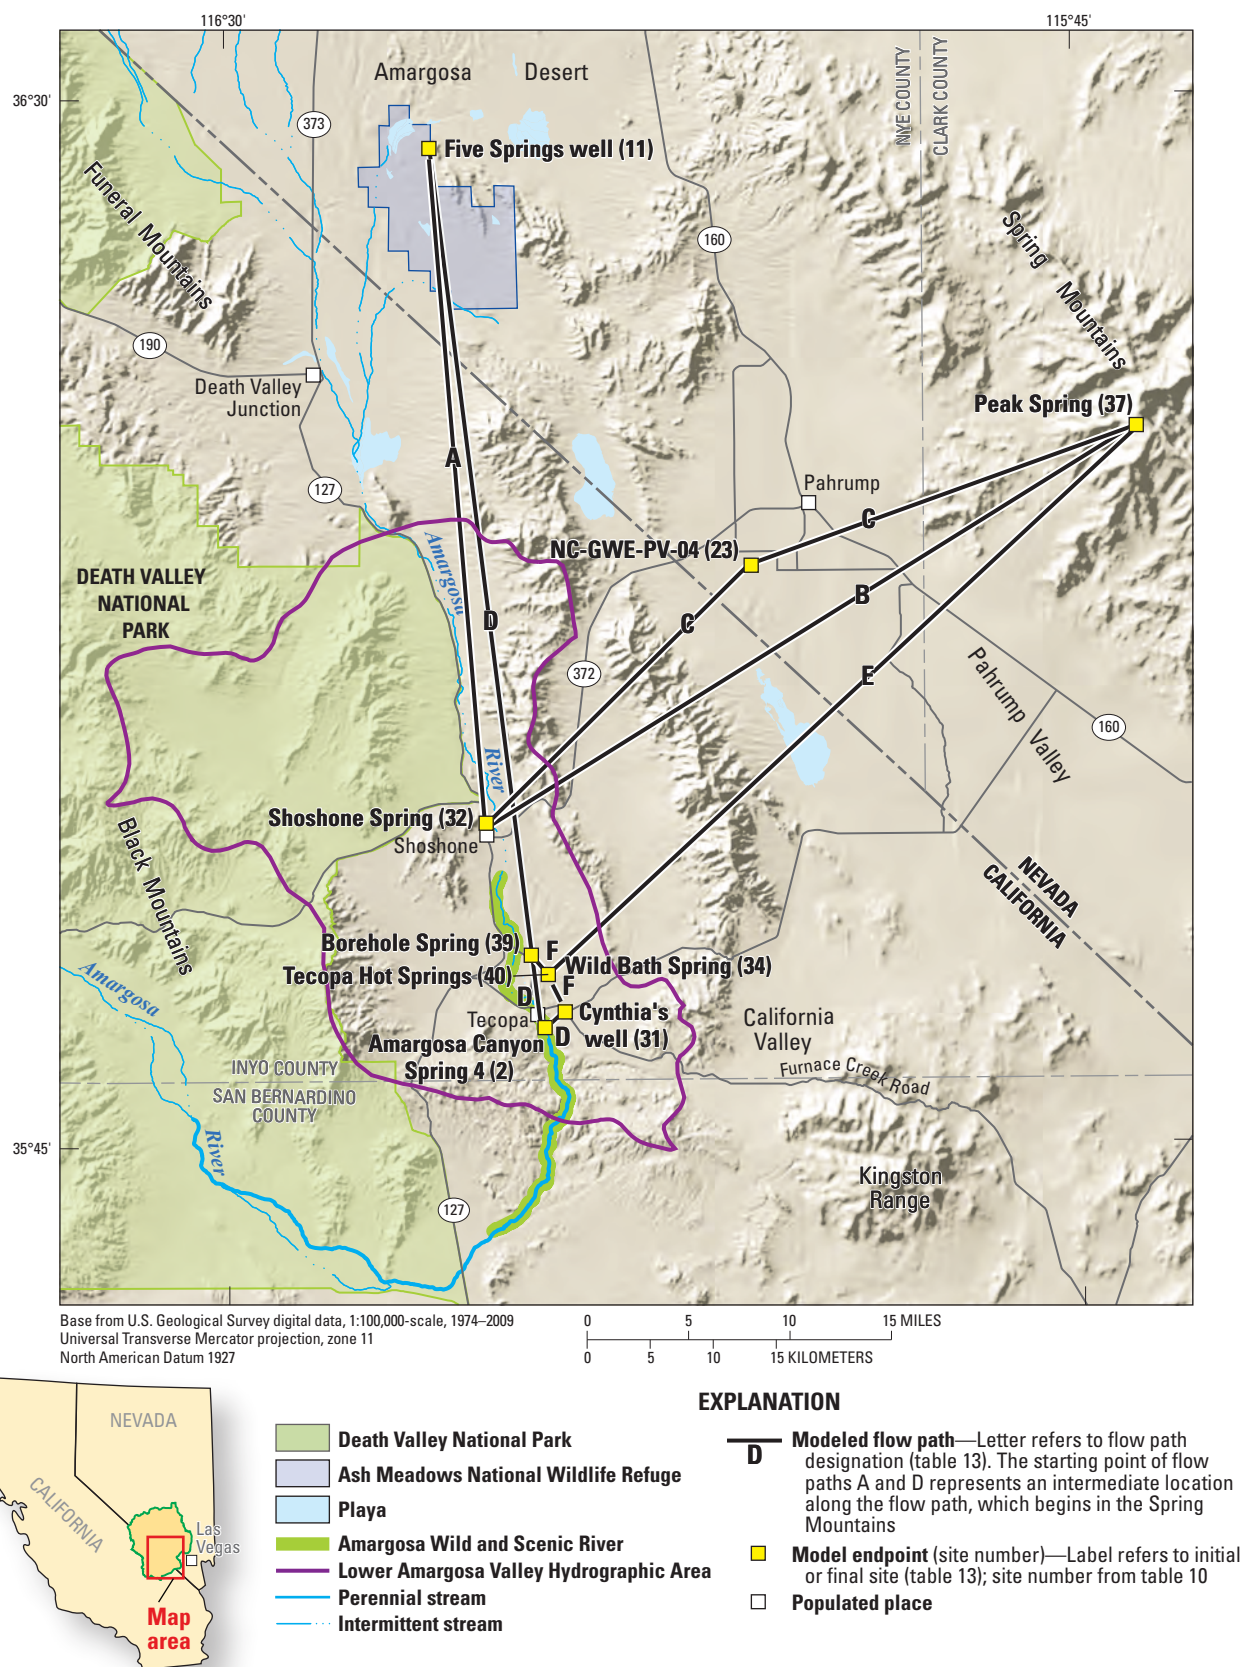 116°30'
115°45'
36°30'
Amargosa Desert
NYE COUNTY
CLARK COUNTY
373
Five Springs well (11)
Funeral Mountains
160
Spring Mountains
190
Death Valley
Junction
Peak Spring (37)
A
127
Pahrump
C
NC-GWE-PV-04 (23)
Amargosa
River
DEATH VALLEY
NATIONAL
PARK
B
D
C
372
E
Pahrump Valley
160
Shoshone Spring (32)
Shoshone
Black Mountains
NEVADA
CALIFORNIA
Borehole Spring (39)
F
Wild Bath Spring (34)
Tecopa Hot Springs (40)
F
D
Amargosa
River
Tecopa
Cynthia's
well (31)
D
California
Valley
Amargosa Canyon
Spring 4 (2)
INYO COUNTY
SAN BERNARDINO
COUNTY
Furnace Creek Road
35°45'
Kingston
Range
127
Base from U.S. Geological Survey digital data, 1:100,000-scale, 1974–2009
Universal Transverse Mercator projection, zone 11
North American Datum 1927
0 5 10 15 MILES
0 5 10 15 KILOMETERS
NEVADA
CALIFORNIA
Las
Vegas
Map
area
EXPLANATION
Death Valley National Park
Ash Meadows National Wildlife Refuge
Playa
Amargosa Wild and Scenic River
Lower Amargosa Valley Hydrographic Area
Perennial stream
Intermittent stream
D
Modeled flow path—Letter refers to flow path
designation (table 13). The starting point of flow
paths A and D represents an intermediate location
along the flow path, which begins in the Spring
Mountains
Model endpoint (site number)—Label refers to initial
or final site (table 13); site number from table 10
Populated place